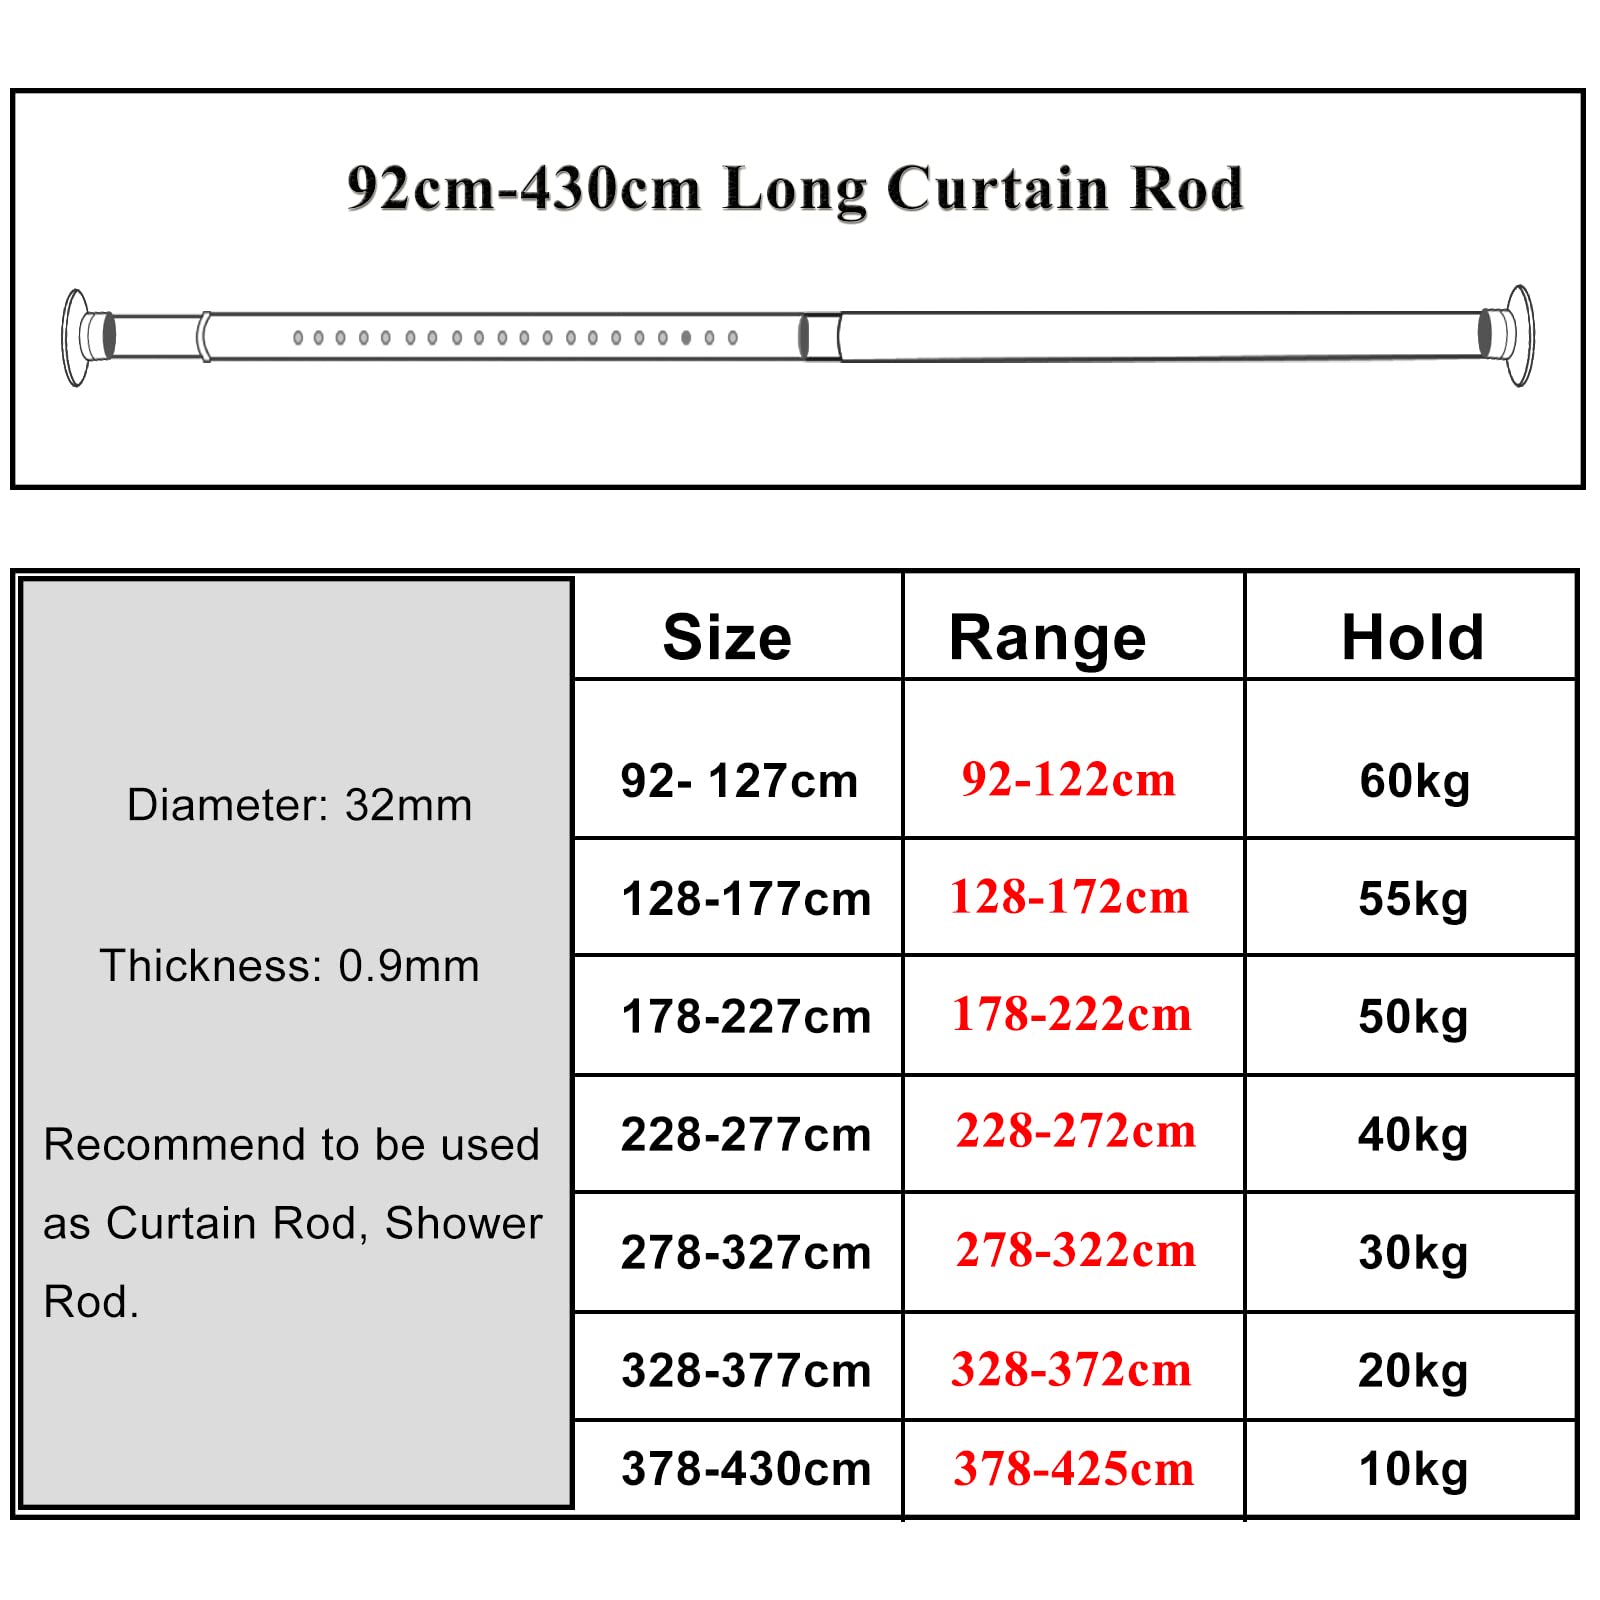 92cm-430cm Long Curtain Rod
Diameter: 32mm
Thickness: 0.9mm
Recommend to be used
as Curtain Rod, Shower
Rod.
Size Range Hold
92- 127cm 92-122cm 60kg
128-177cm 128-172cm 55kg
178-227cm 178-222cm 50kg
228-277cm 228-272cm 40kg
278-327cm 278-322cm 30kg
328-377cm 328-372cm 20kg
378-430cm 378-425cm 10kg